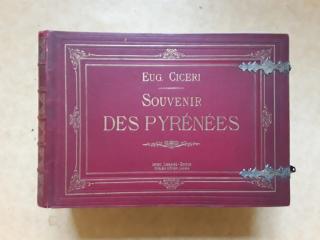 EUG. CICERI
SOUVENIR
DES PYRÉNÉES